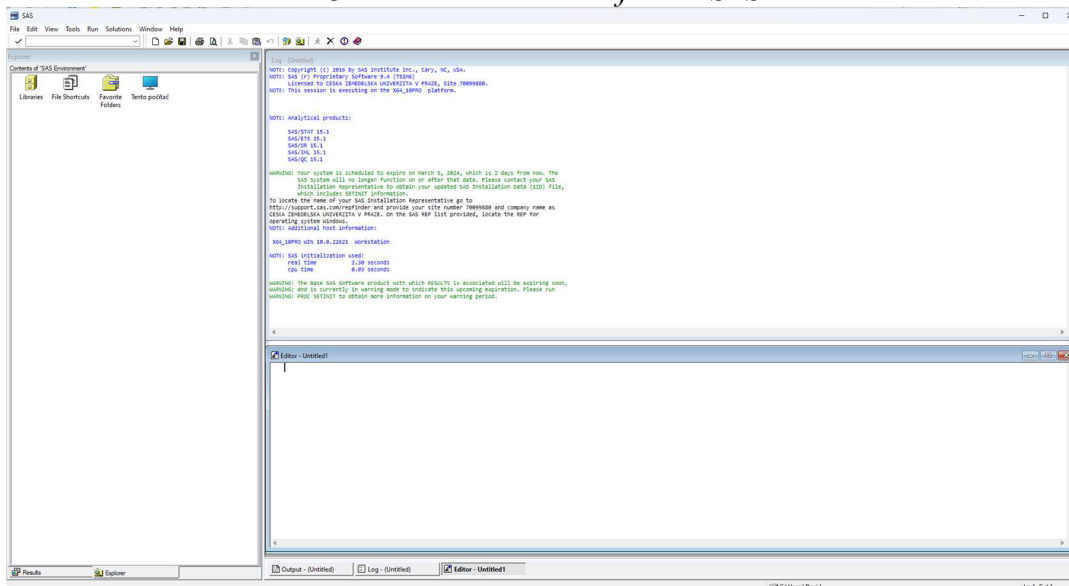 SAS
File Edit View Tools Run Solutions Window Help
Explorer
Contents of 'SAS Environment'
Libraries
File Shortcuts
Favorite
Folders
Tento počítač
Results
Explorer
Log - (Untitled)
NOTE: Copyright (c) 2016 by SAS Institute Inc., Cary, NC, USA.
NOTE: SAS (r) Proprietary Software 9.4 (TS1M6)
Licensed to CESKA ZEMEDELSKA UNIVERZITA V PRAZE, Site 70099880.
NOTE: This session is executing on the X64_10PRO platform.
NOTE: Analytical products:
SAS/STAT 15.1
SAS/ETS 15.1
SAS/OR 15.1
SAS/IML 15.1
SAS/QC 15.1
WARNING: Your system is scheduled to expire on March 5, 2024, which is 2 days from now. The
SAS System will no longer function on or after that date. Please contact your SAS
Installation Representative to obtain your updated SAS Installation Data (SID) file,
which includes SETINIT information.
To locate the name of your SAS Installation Representative go to
http://support.sas.com/repfinder and provide your site number 70099880 and company name as
CESKA ZEMEDELSKA UNIVERZITA V PRAZE. On the SAS REP list provided, locate the REP for
operating system Windows.
NOTE: Additional host information:
X64_10PRO WIN 10.0.22621 Workstation
NOTE: SAS initialization used:
real time 2.30 seconds
cpu time 0.03 seconds
WARNING: The Base SAS Software product with which RESULTS is associated will be expiring soon,
WARNING: and is currently in warning mode to indicate this upcoming expiration. Please run
WARNING: PROC SETINIT to obtain more information on your warning period.
Editor - Untitled1
Output - (Untitled)
Log - (Untitled)
Editor - Untitled1